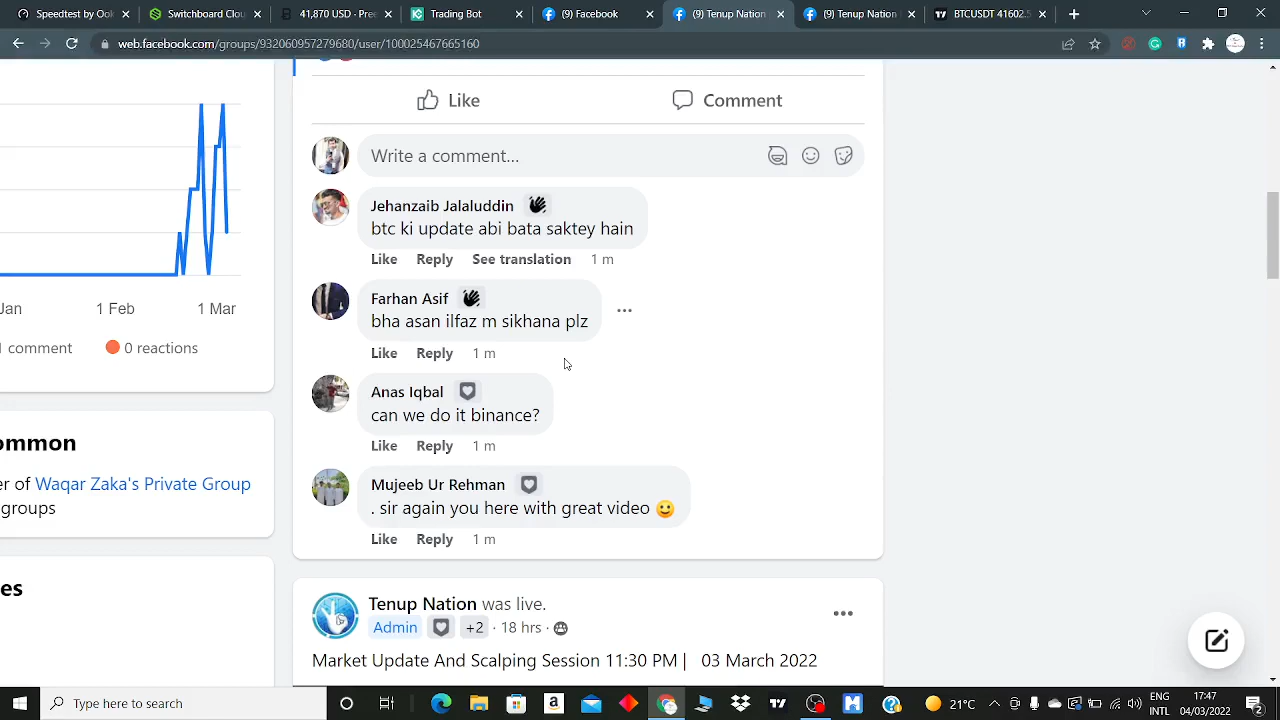 Speedtest by Ook
Switchboard Clou
41,870 USD - Pre
Trading Bot
(9) Facebook
(9) Tenup Nation
(9) Tenup Nation
BTCUSDT 41602.5
web.facebook.com/groups/932060957279680/user/100025467665160
Like
Comment
Write a comment...
Jehanzaib Jalaluddin
btc ki update abi bata saktey hain
Like Reply See translation 1 m
Farhan Asif
bha asan ilfaz m sikhana plz
Like Reply 1 m
Anas Iqbal
can we do it binance?
Like Reply 1 m
Mujeeb Ur Rehman
. sir again you here with great video
Like Reply 1 m
Jan 1 Feb 1 Mar
comment 0 reactions
ommon
er of Waqar Zaka's Private Group
groups
es
Tenup Nation was live.
Admin +2 · 18 hrs ·
Market Update And Scalping Session 11:30 PM | 03 March 2022
Type here to search
21°C
ENG
INTL
17:47
04/03/2022